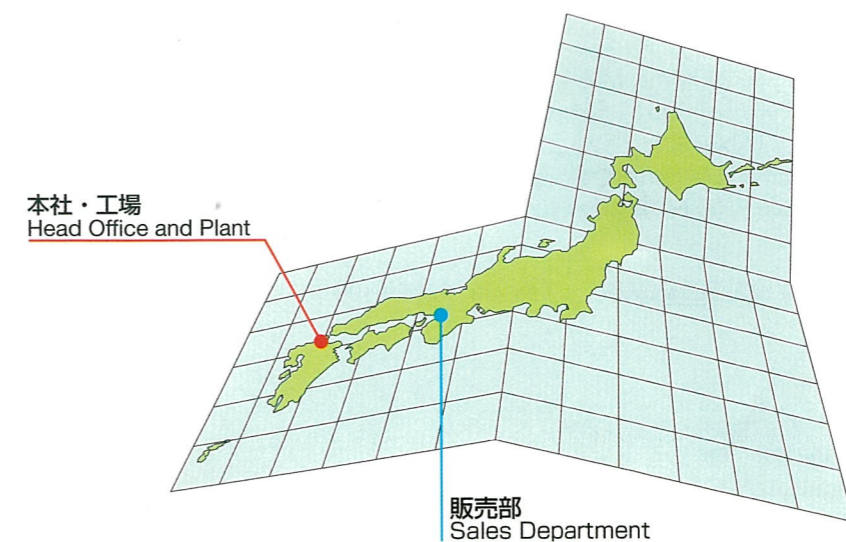 本社・工場
Head Office and Plant
販売部
Sales Department